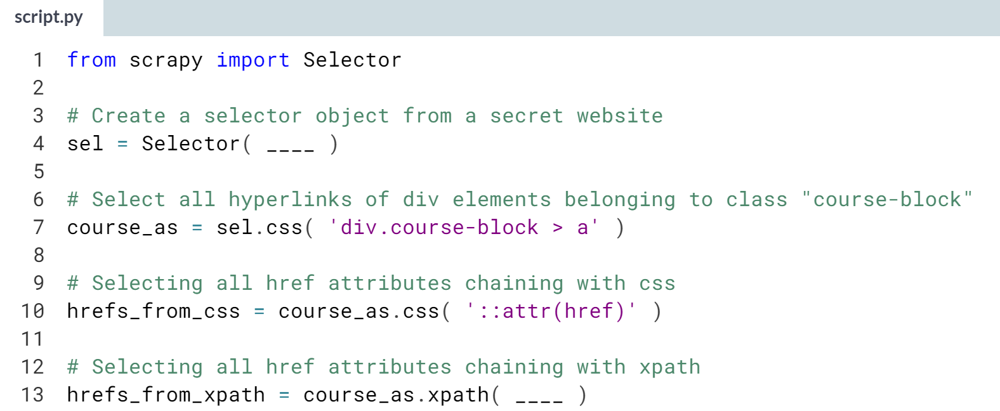 script.py
1 from scrapy import Selector
2
3 # Create a selector object from a secret website
4 sel = Selector( ____ )
5
6 # Select all hyperlinks of div elements belonging to class "course-block"
7 course_as = sel.css( 'div.course-block > a' )
8
9 # Selecting all href attributes chaining with css
10 hrefs_from_css = course_as.css( '::attr(href)' )
11
12 # Selecting all href attributes chaining with xpath
13 hrefs_from_xpath = course_as.xpath( ____ )